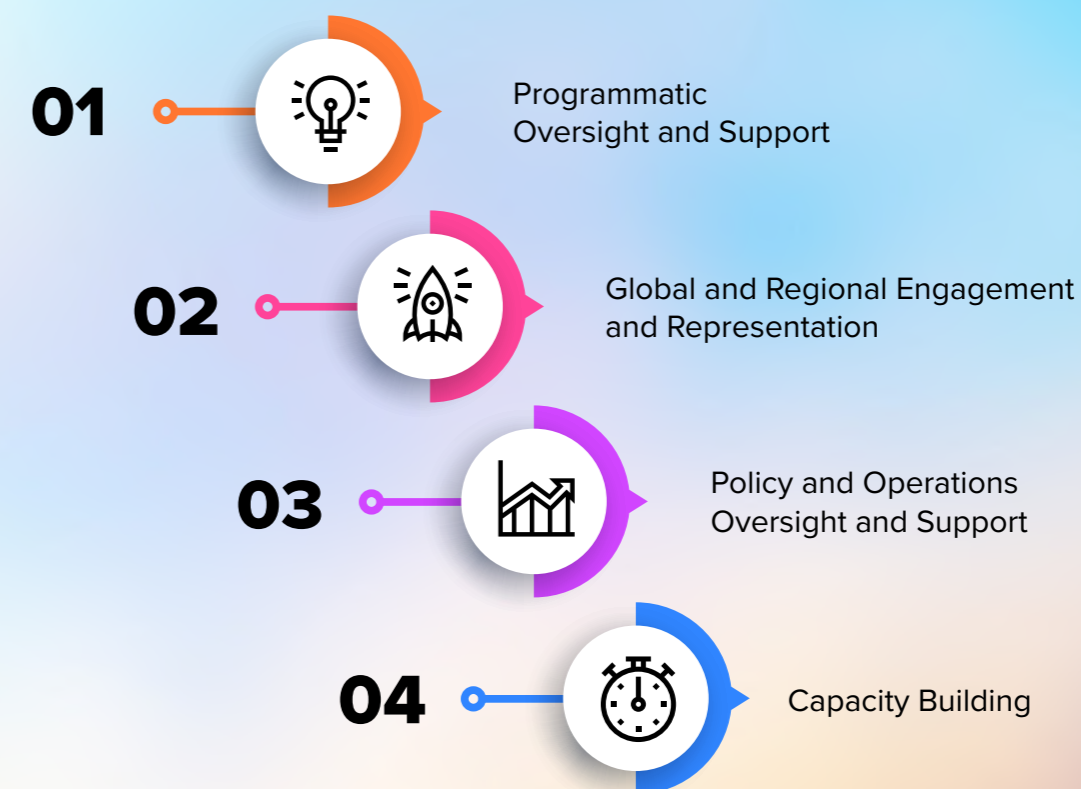 01
Programmatic
Oversight and Support
02
Global and Regional Engagement
and Representation
03
Policy and Operations
Oversight and Support
04
Capacity Building